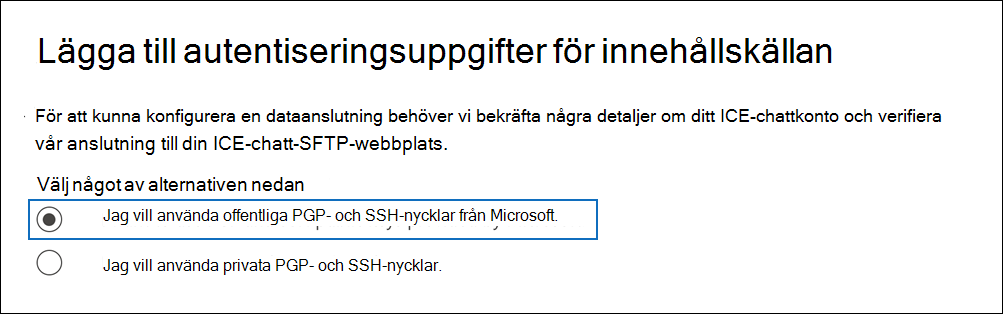 Lägga till autentiseringsuppgifter för innehållskällan
För att kunna konfigurera en dataanslutning behöver vi bekräfta några detaljer om ditt ICE-chattkonto och verifiera
vår anslutning till din ICE-chatt-SFTP-webbplats.
Välj något av alternativen nedan
Jag vill använda offentliga PGP- och SSH-nycklar från Microsoft.
Jag vill använda privata PGP- och SSH-nycklar.